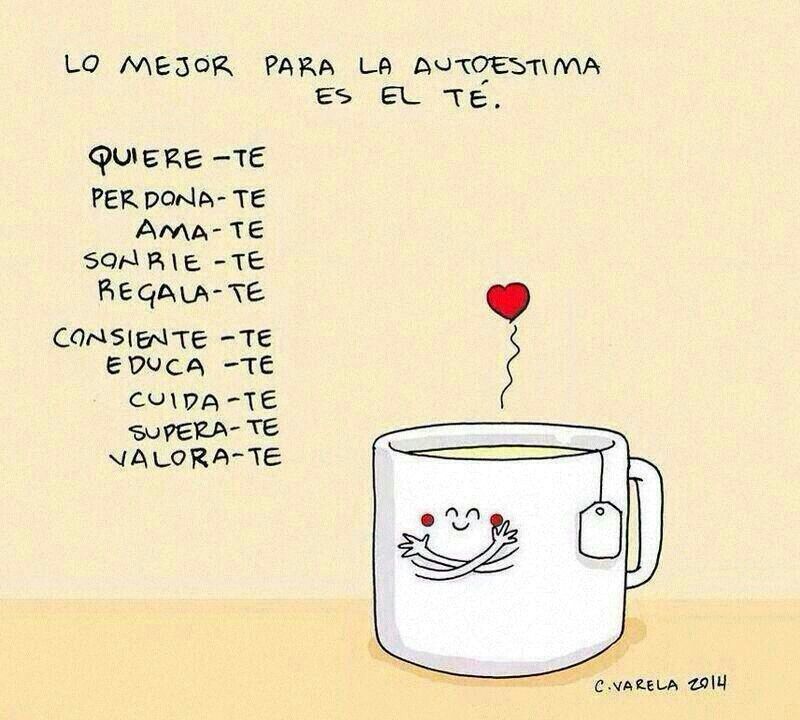 LO MEJOR PARA LA AUTOESTIMA
ES EL TÉ.
QUIERE-TE
PERDONA-TE
AMA-TE
SONRIE-TE
REGALA-TE
CONSIENTE-TE
EDUCA-TE
CUIDA-TE
SUPERA-TE
VALORA-TE
C.VARELA 2014